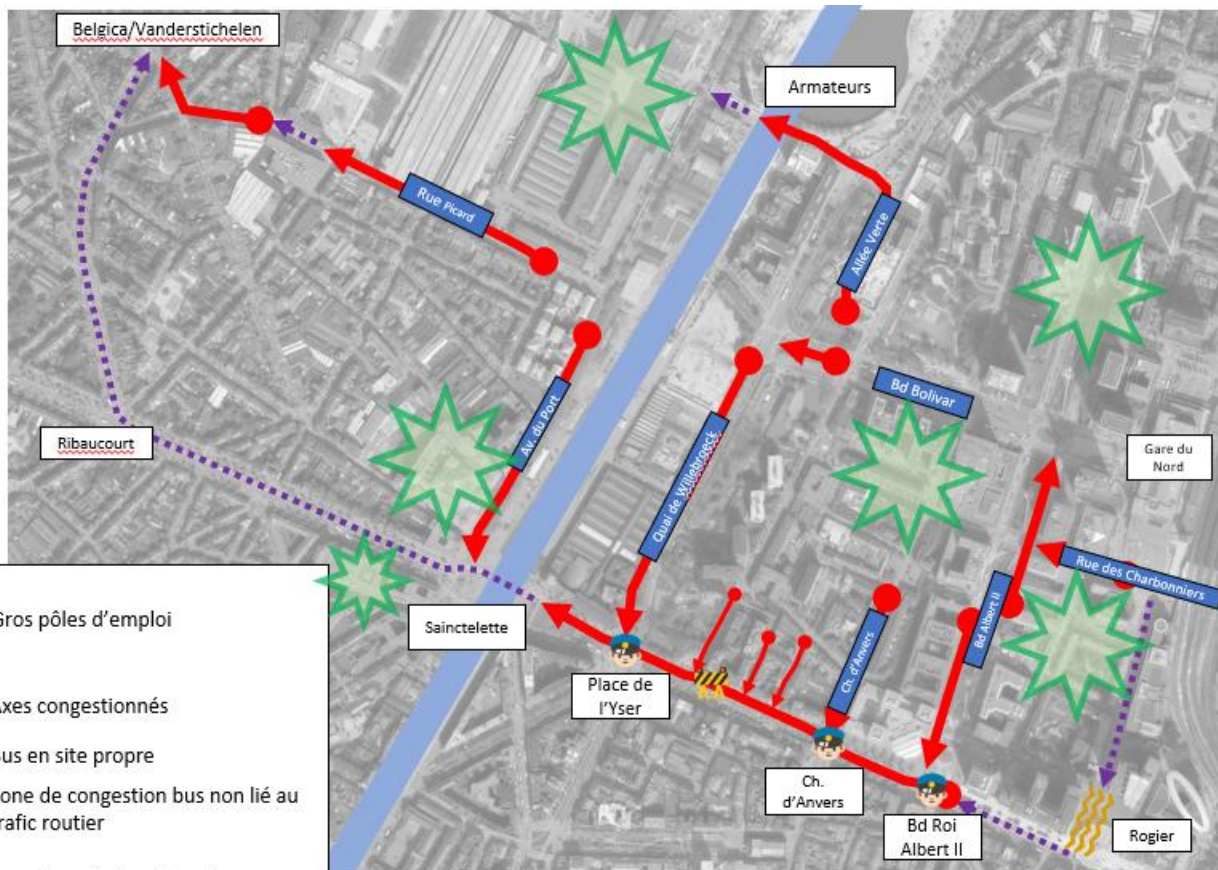 Belgica/Vanderstichelen
Armateurs
Rue Picard
Allée Verte
Bd Bolivar
Gare du
Nord
Av. du Port
Quai de Willebroeck
Ribaucourt
Rue des Charbonniers
Bd Albert II
Ch. d'Anvers
Sainctelette
Place de
l'Yser
Ch.
d'Anvers
Bd Roi
Albert II
Rogier
Gros pôles d'emploi
Axes congestionnés
Bus en site propre
one de congestion bus non lié au
rafic routier